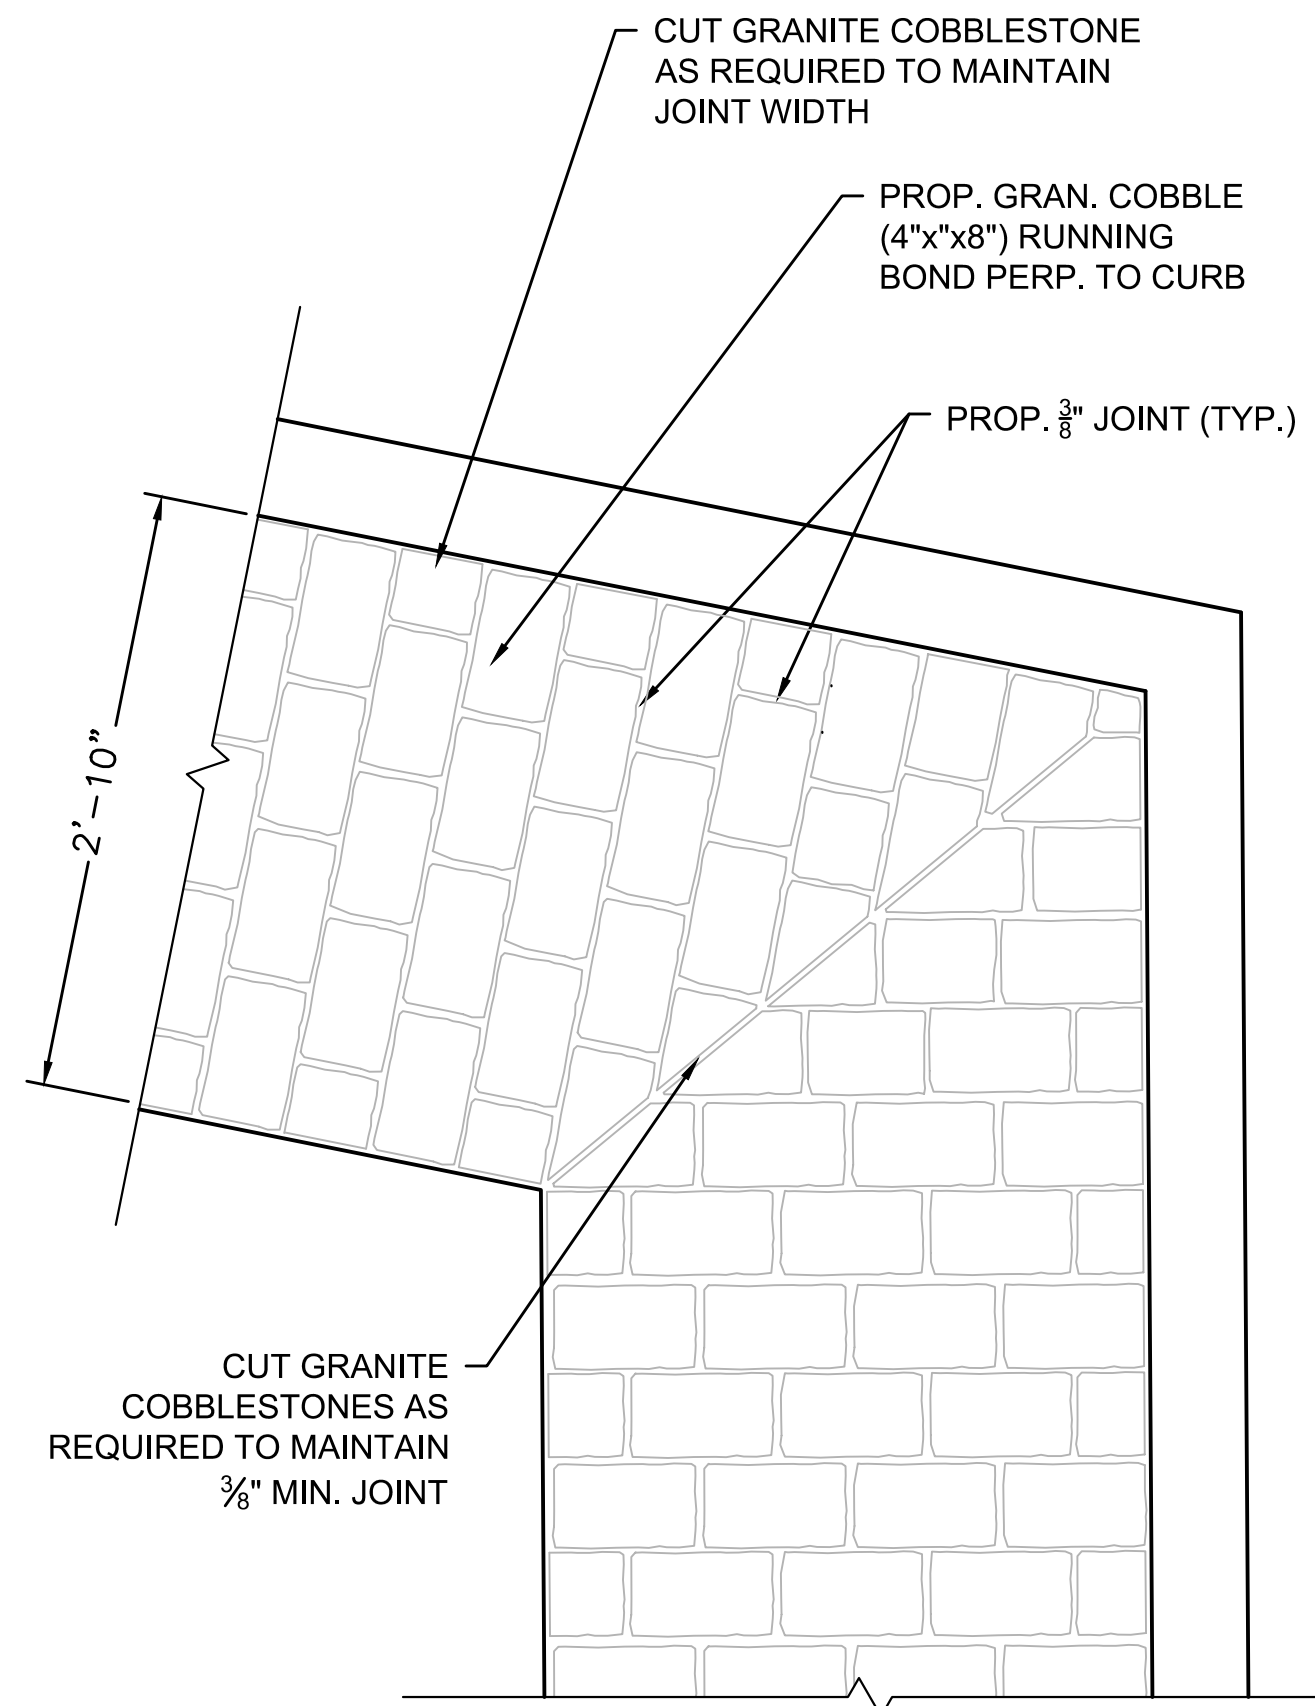 CUT GRANITE COBBLESTONE
AS REQUIRED TO MAINTAIN
JOINT WIDTH
PROP. GRAN. COBBLE
(4"x"x8") RUNNING
BOND PERP. TO CURB
PROP. 3/8" JOINT (TYP.)
2'–10"
CUT GRANITE
COBBLESTONES AS
REQUIRED TO MAINTAIN
3/8" MIN. JOINT